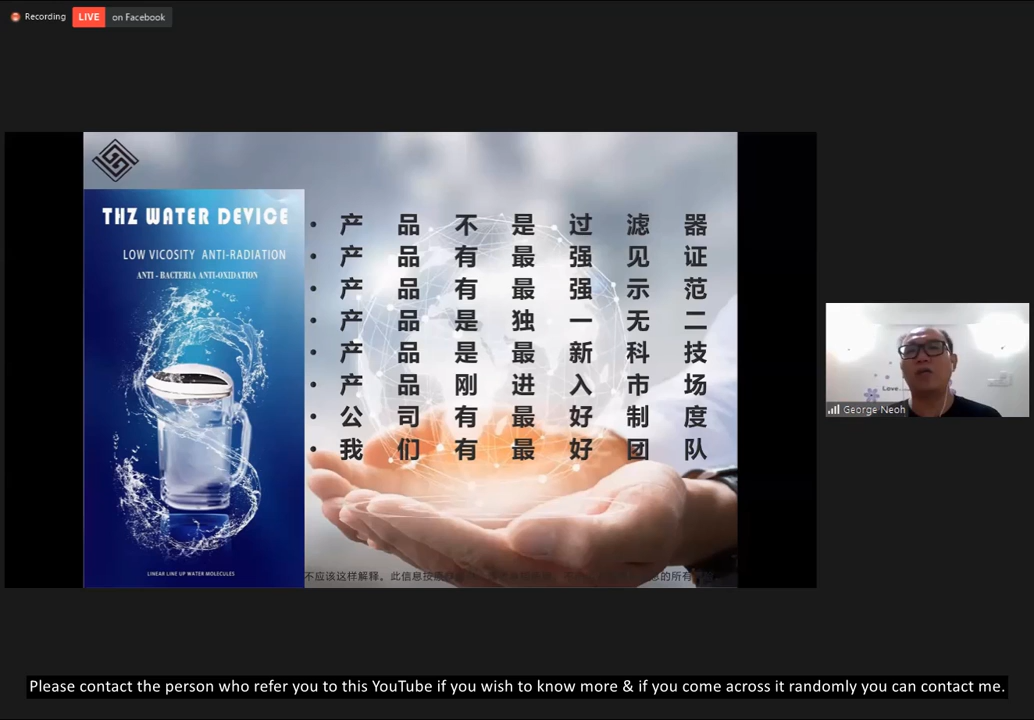 Recording LIVE on Facebook
THZ WATER DEVICE
LOW VICOSITY ANTI-RADIATION
ANTI - BACTERIA ANTI-OXIDATION
LINEAR LINE UP WATER MOLECULES
• 产品不是过滤器
• 产品有最强见证
• 产品有最强示范
• 产品是独一无二
• 产品是最新科技
• 产品刚进入市场
• 公司有最好制度
• 我们有最好团队
不应该这样解释。此信息按 的所有
Love
George Neoh
Please contact the person who refer you to this YouTube if you wish to know more & if you come across it randomly you can contact me.